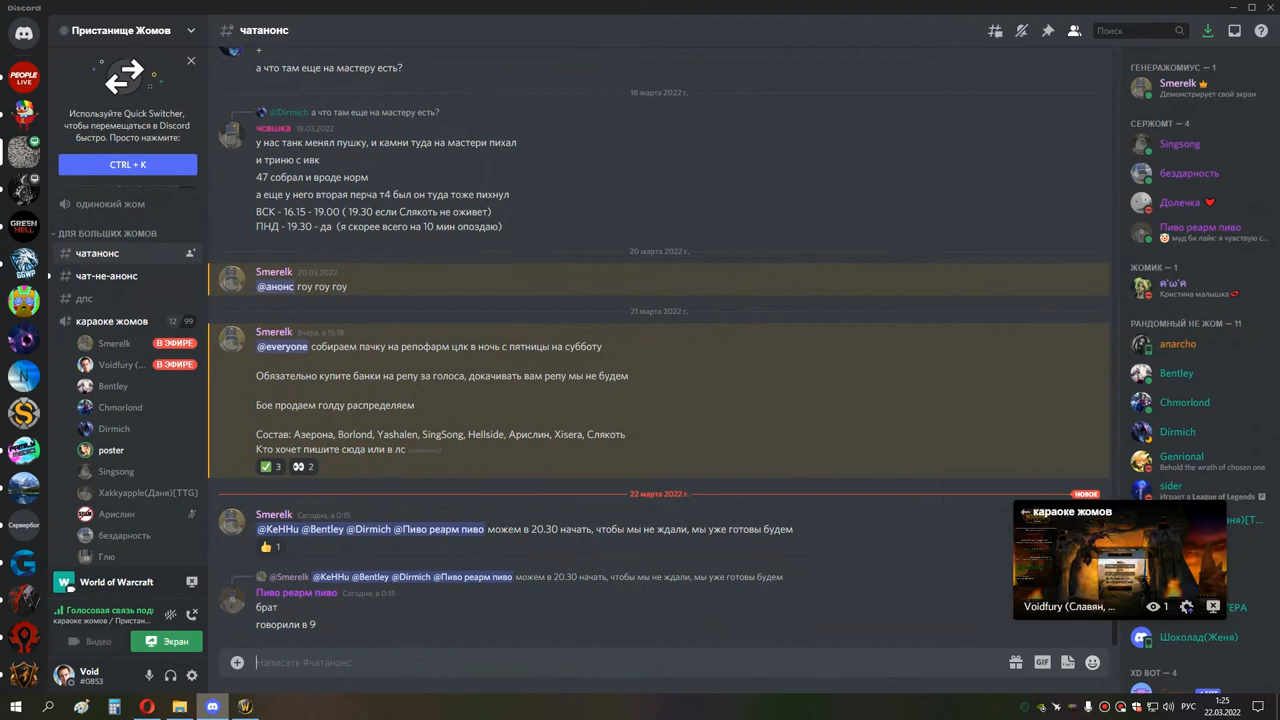 Discord
Пристанище Жомов
Используйте Quick Switcher,
чтобы перемещаться в Discord
быстро. Просто нажмите:
CTRL + K
одинокий жом
ДЛЯ БОЛЬШИХ ЖОМОВ
чатанонс
чат-не-анонс
дпс
караоке жомов
12 99
Smerelk
В ЭФИРЕ
Voidfury (...
В ЭФИРЕ
Bentley
Chmorlond
Dirmich
poster
Singsong
Xakkyapple(Даня)[TTG]
Арислин
бездарность
Глю
World of Warcraft
Голосовая связь подк
караоке жомов / Пристан...
Видео
Экран
Void
#0853
PEOPLE
LIVE
GREEN
HELL
GGWP
Серверbot
чатанонс
Поиск
+
а что там еще на мастеру есть?
18 марта 2022 г.
@Dirmich а что там еще на мастеру есть?
чсвшка 18.03.2022
у нас танк менял пушку, и камни туда на мастери пихал
и триню с ивк
47 собрал и вроде норм
а еще у него вторая перча т4 был он туда тоже пихнул
ВСК - 16.15 - 19.00 ( 19.30 если Слякоть не оживет)
ПНД - 19.30 - да (я скорее всего на 10 мин опоздаю)
20 марта 2022 г.
Smerelk 20.03.2022
@анонс гоу гоу гоу
21 марта 2022 г.
Smerelk Вчера, в 15:18
@everyone собираем пачку на репофарм цлк в ночь с пятницы на субботу
Обязательно купите банки на репу за голоса, докачивать вам репу мы не будем
Бое продаем голду распределяем
Состав: Азерона, Borlond, Yashalen, SingSong, Hellside, Арислин, Xisera, Слякоть
Кто хочет пишите сюда или в лс (изменено)
3
2
22 марта 2022 г.
НОВОЕ
Smerelk Сегодня, в 0:15
@KeHHu @Bentley @Dirmich @Пиво реарм пиво можем в 20.30 начать, чтобы мы не ждали, мы уже готовы будем
1
@Smerelk @KeHHu @Bentley @Dirmich @Пиво реарм пиво можем в 20.30 начать, чтобы мы не ждали, мы уже готовы будем
Пиво реарм пиво Сегодня, в 0:15
брат
говорили в 9
Написать #чатанонс
GIF
ГЕНЕРАЖОМИУС — 1
Smerelk
Демонстрирует свой экран
СЕРЖОМТ — 4
Singsong
бездарность
Долечка
Пиво реарм пиво
муд би лайк: я чувствую с...
ЖОМИК — 1
ฅ'ω'ฅ
Кристина малышка
РАНДОМНЫЙ НЕ ЖОМ — 11
anarcho
Bentley
Chmorlond
Dirmich
Genrional
Behold the wrath of chosen one
sider
Играет в League of Legends
караоке жомов
Voidfury (Славян, ...
1
Шоколад(Женя)
XD BOT — 4
РУС
1:25
22.03.2022